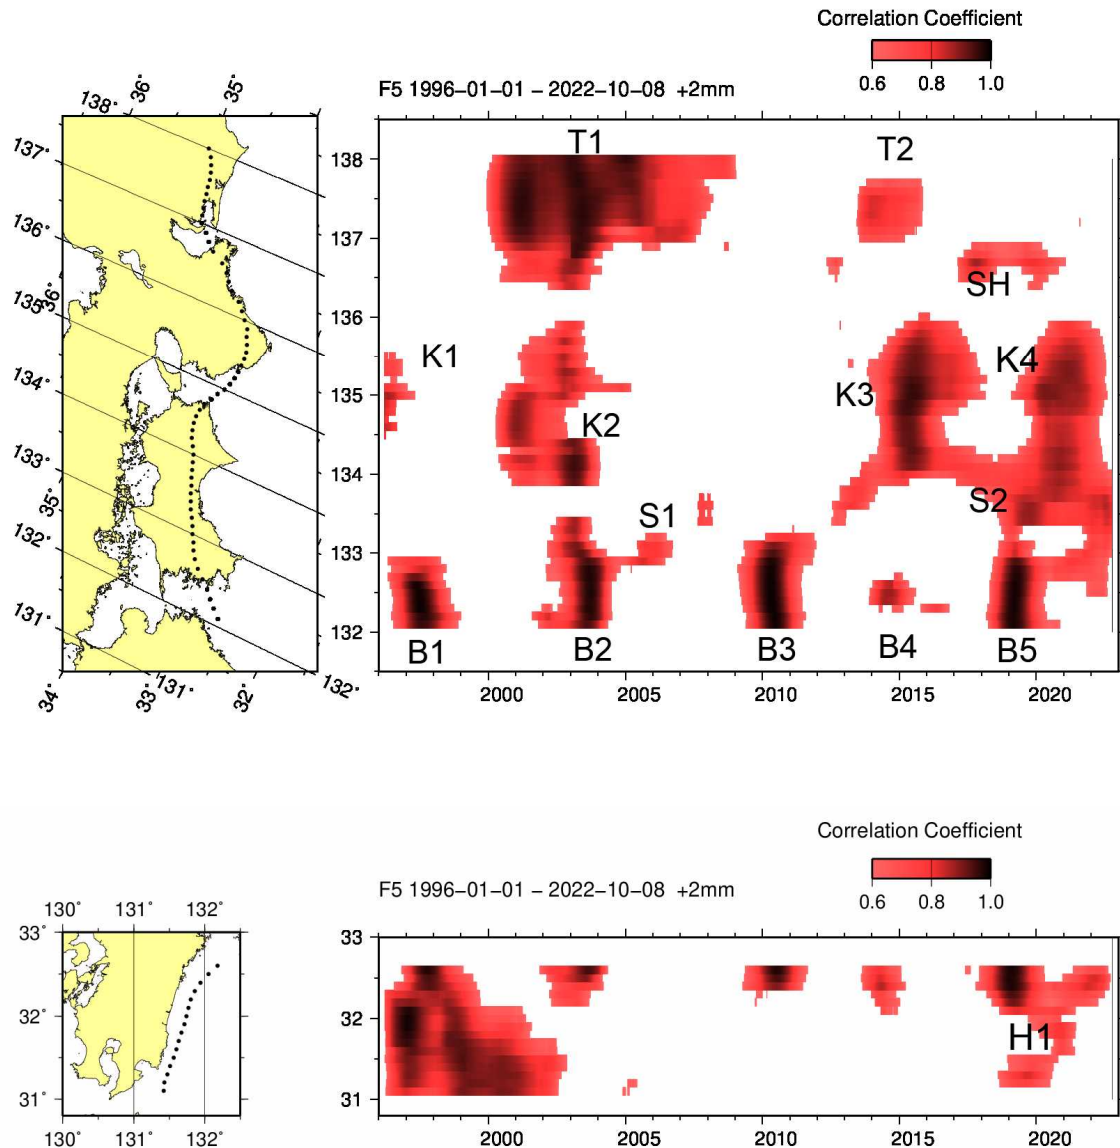 Correlation Coefficient
0.6 0.8 1.0
F5 1996−01−01 − 2022−10−08 +2mm
138° 36° 35°
137°
136°
36°
135°
134°
133°
35°
132°
131°
34° 33° 131° 32° 132°
138
137
136
135
134
133
132
T1
T2
SH
K1
K4
K3
K2
S1
S2
B1 B2 B3 B4 B5
2000 2005 2010 2015 2020
Correlation Coefficient
0.6 0.8 1.0
F5 1996−01−01 − 2022−10−08 +2mm
130° 131° 132°
33°
32°
31°
130° 131° 132°
33
32
31
H1
2000 2005 2010 2015 2020